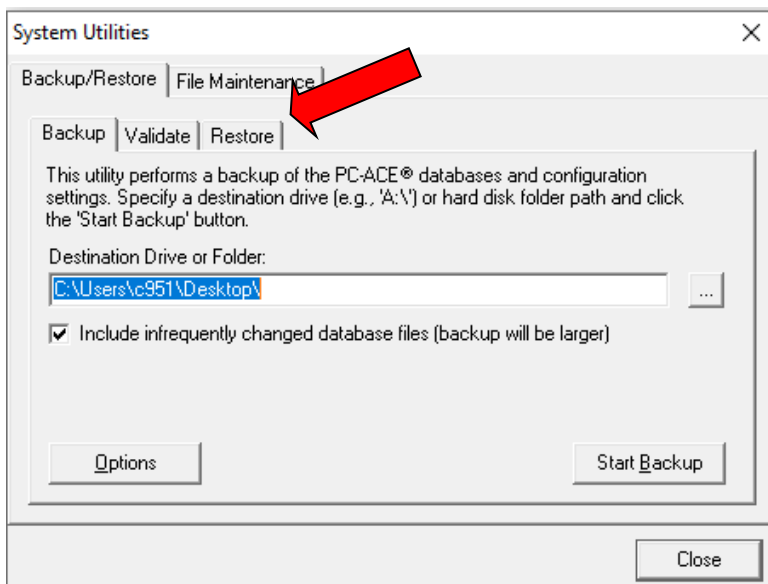 System Utilities
Backup/Restore File Maintenance
Backup Validate Restore
This utility performs a backup of the PC-ACE® databases and configuration
settings. Specify a destination drive (e.g., 'A:\') or hard disk folder path and click
the 'Start Backup' button.
Destination Drive or Folder:
C:\Users\c951\Desktop\
...
Include infrequently changed database files (backup will be larger)
Options Start Backup
Close